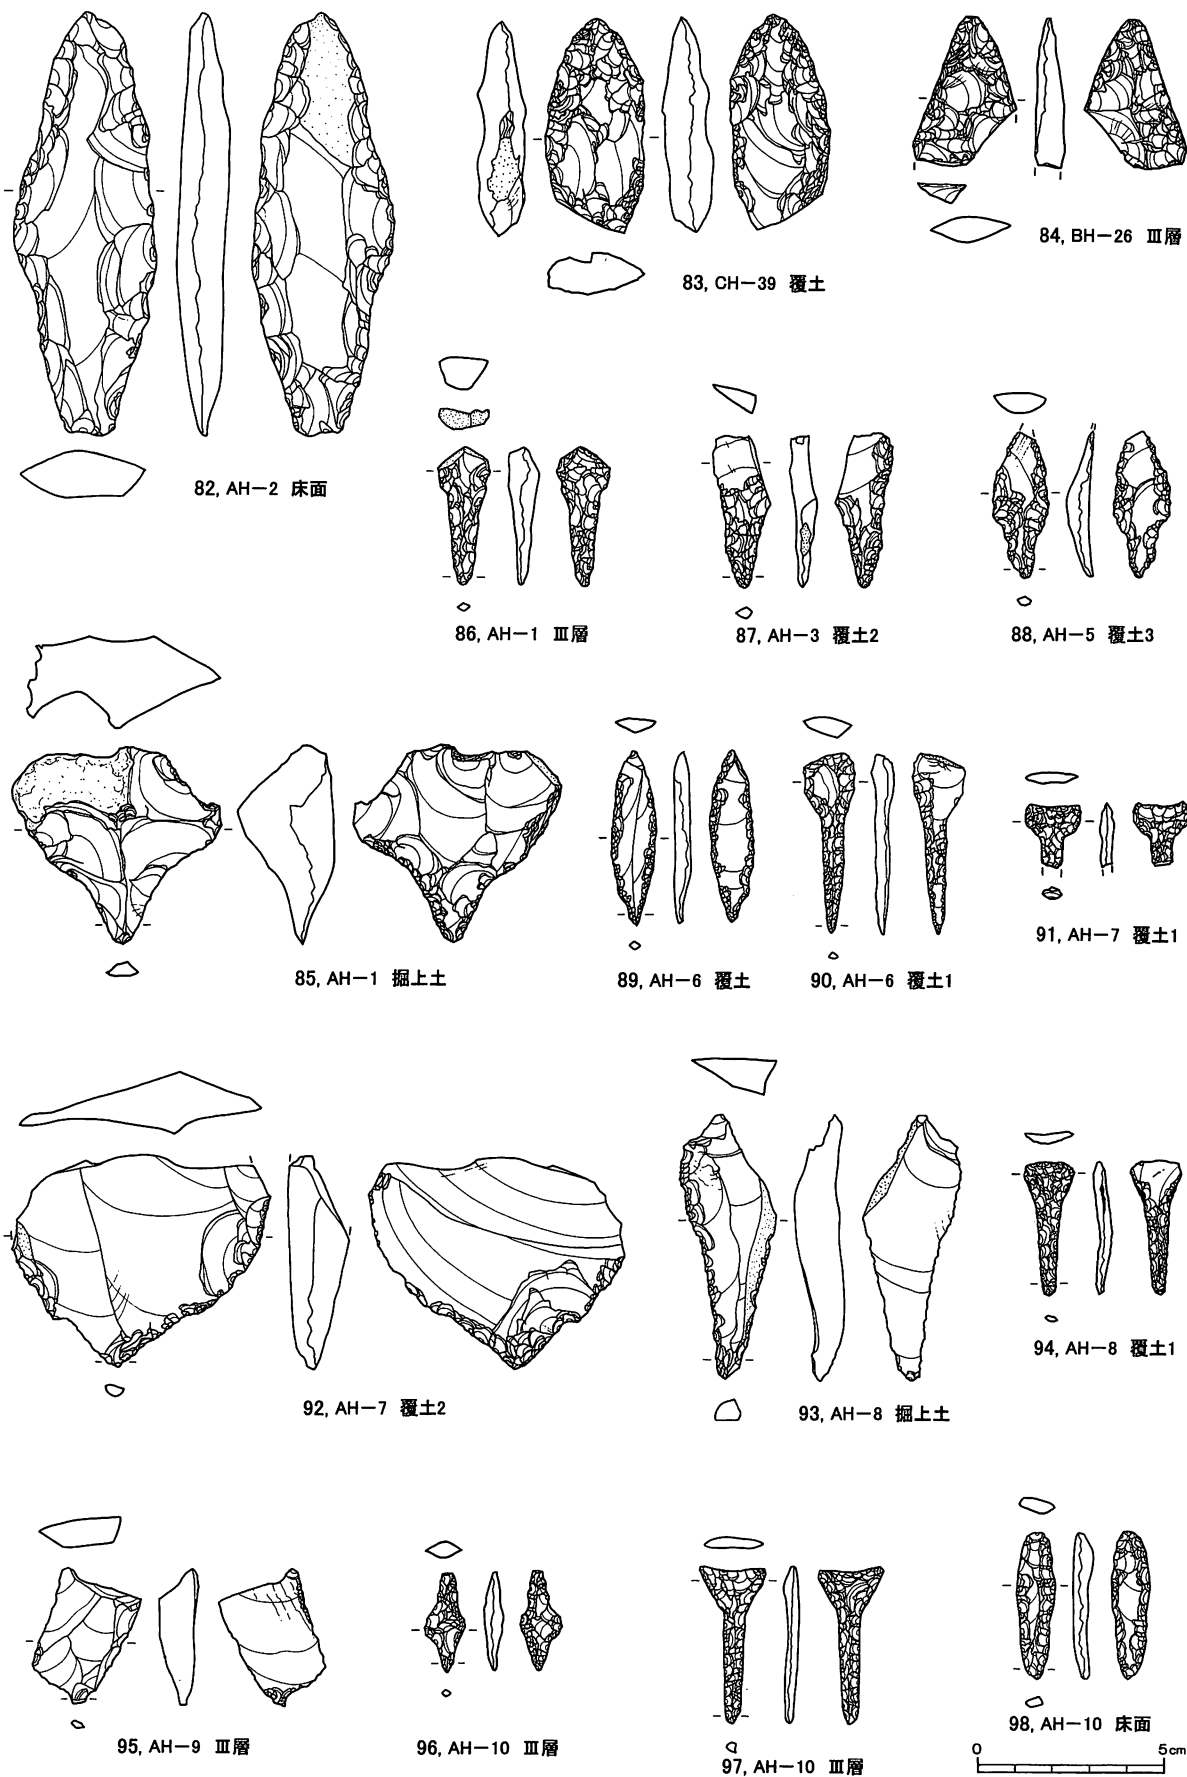 82, AH－2 床面
83, CH－39 覆土
84, BH－26 Ⅲ層
86, AH－1 Ⅲ層
87, AH－3 覆土2
88, AH－5 覆土3
85, AH－1 掘上土
89, AH－6 覆土
90, AH－6 覆土1
91, AH－7 覆土1
92, AH－7 覆土2
93, AH－8 掘上土
94, AH－8 覆土1
95, AH－9 Ⅲ層
96, AH－10 Ⅲ層
97, AH－10 Ⅲ層
98, AH－10 床面
0 5cm